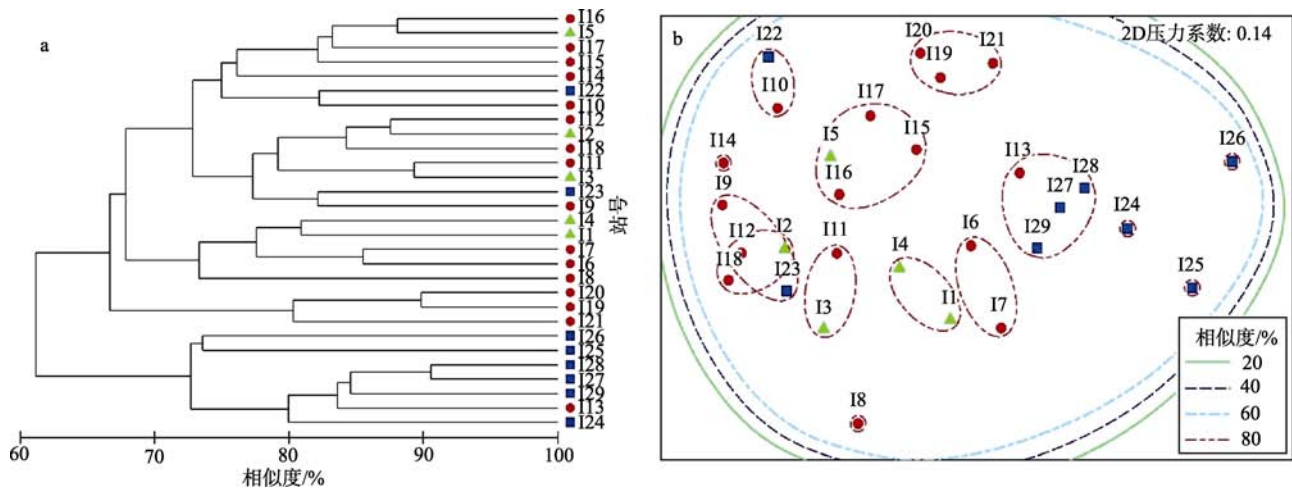 a
I16
I5
I17
I15
I14
I22
I10
I12
I2
I18
I11
I3
I23
I9
I4
I1
I7
I6
I8
I20
I19
I21
I26
I25
I28
I27
I29
I13
I24
站号
60 70 80 90 100
相似度/%
b
2D压力系数: 0.14
I22
I20
I21
I19
I10
I17
I14
I5
I15
I13
I28
I26
I16
I27
I9
I24
I12
I2
I11
I29
I6
I4
I18
I23
I25
I3
I1
I7
I8
相似度/%
20
40
60
80